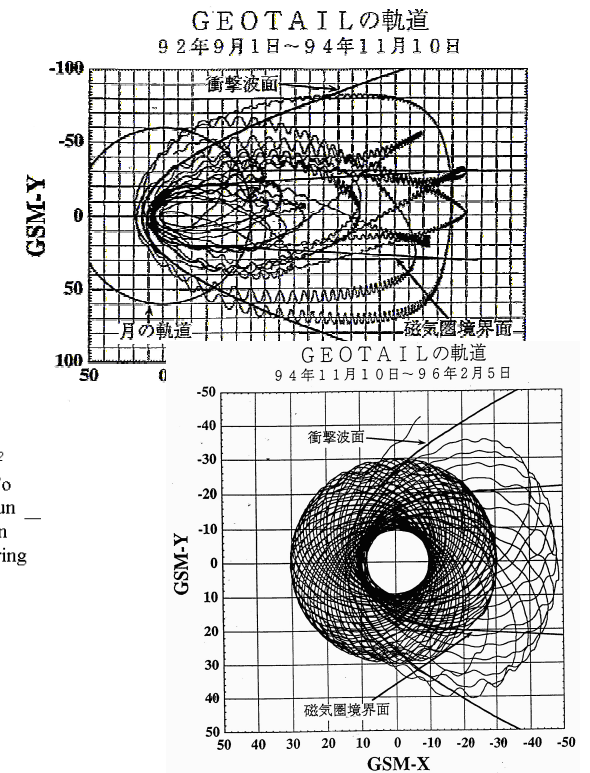 GEOTAILの軌道
92年9月1日～94年11月10日
-100
衝撃波面
-50
GSM-Y
0
50
月の軌道
磁気圏境界面
100
50
GEOTAILの軌道
94年11月10日～96年2月5日
-50
衝撃波面
-40
-30
-20
-10
GSM-Y
0
10
20
30
40
磁気圏境界面
50
50 40 30 20 10 0 -10 -20 -30 -40 -50
GSM-X
un
ring